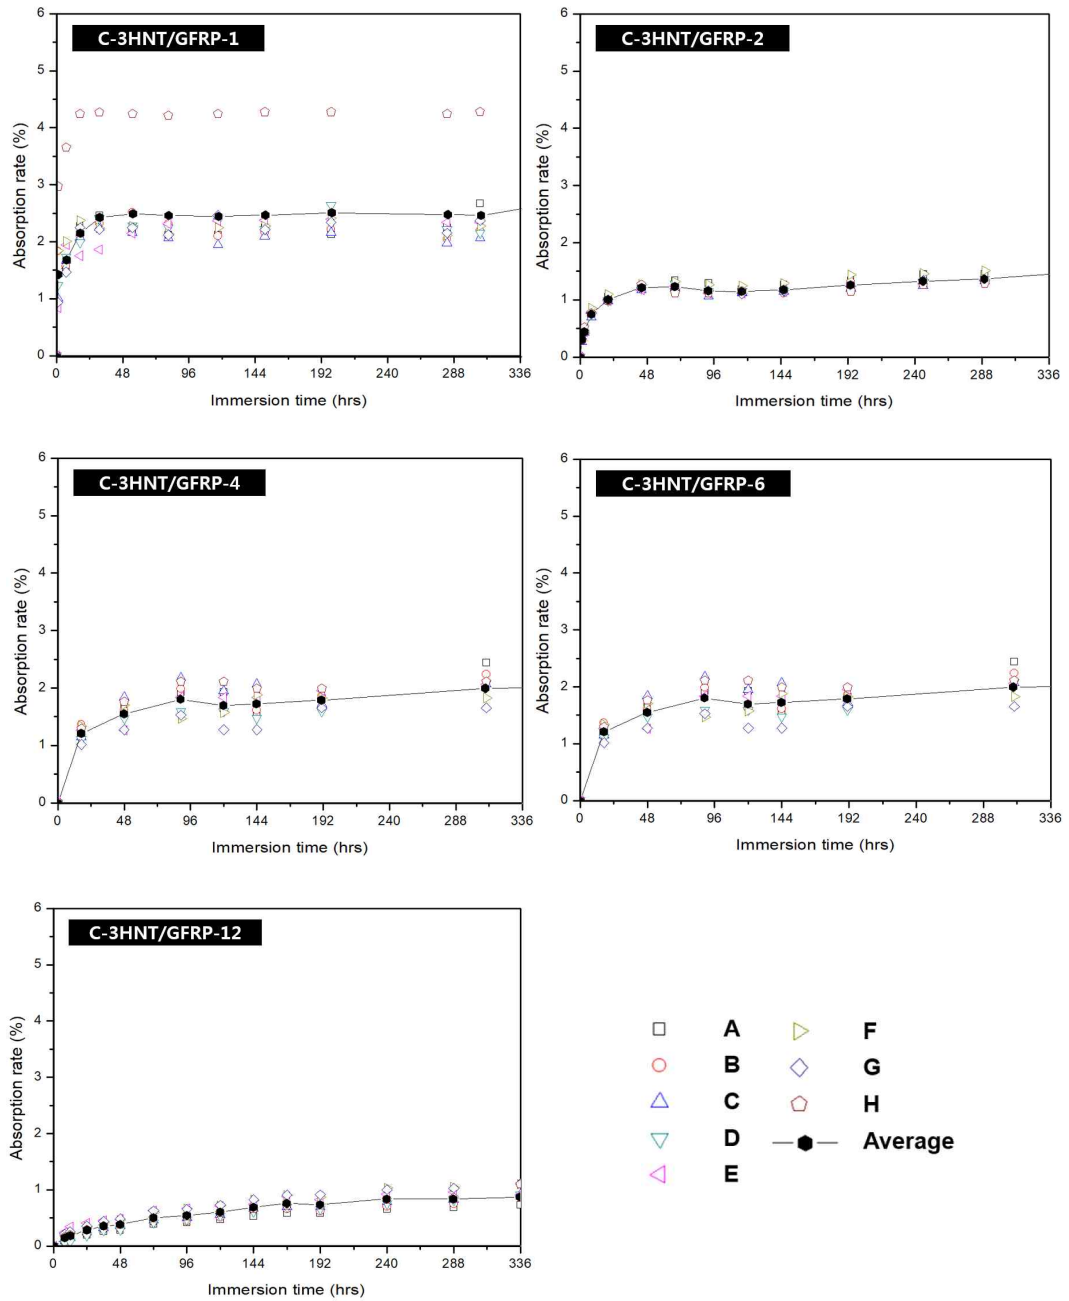 C-3HNT/GFRP-1
Absorption rate (%)
6
5
4
3
2
1
0
0 48 96 144 192 240 288 336
Immersion time (hrs)
C-3HNT/GFRP-2
Absorption rate (%)
6
5
4
3
2
1
0
0 48 96 144 192 240 288 336
Immersion time (hrs)
C-3HNT/GFRP-4
Absorption rate (%)
6
5
4
3
2
1
0
0 48 96 144 192 240 288 336
Immersion time (hrs)
C-3HNT/GFRP-6
Absorption rate (%)
6
5
4
3
2
1
0
0 48 96 144 192 240 288 336
Immersion time (hrs)
C-3HNT/GFRP-12
Absorption rate (%)
6
5
4
3
2
1
0
0 48 96 144 192 240 288 336
Immersion time (hrs)
A
B
C
D
E
F
G
H
Average